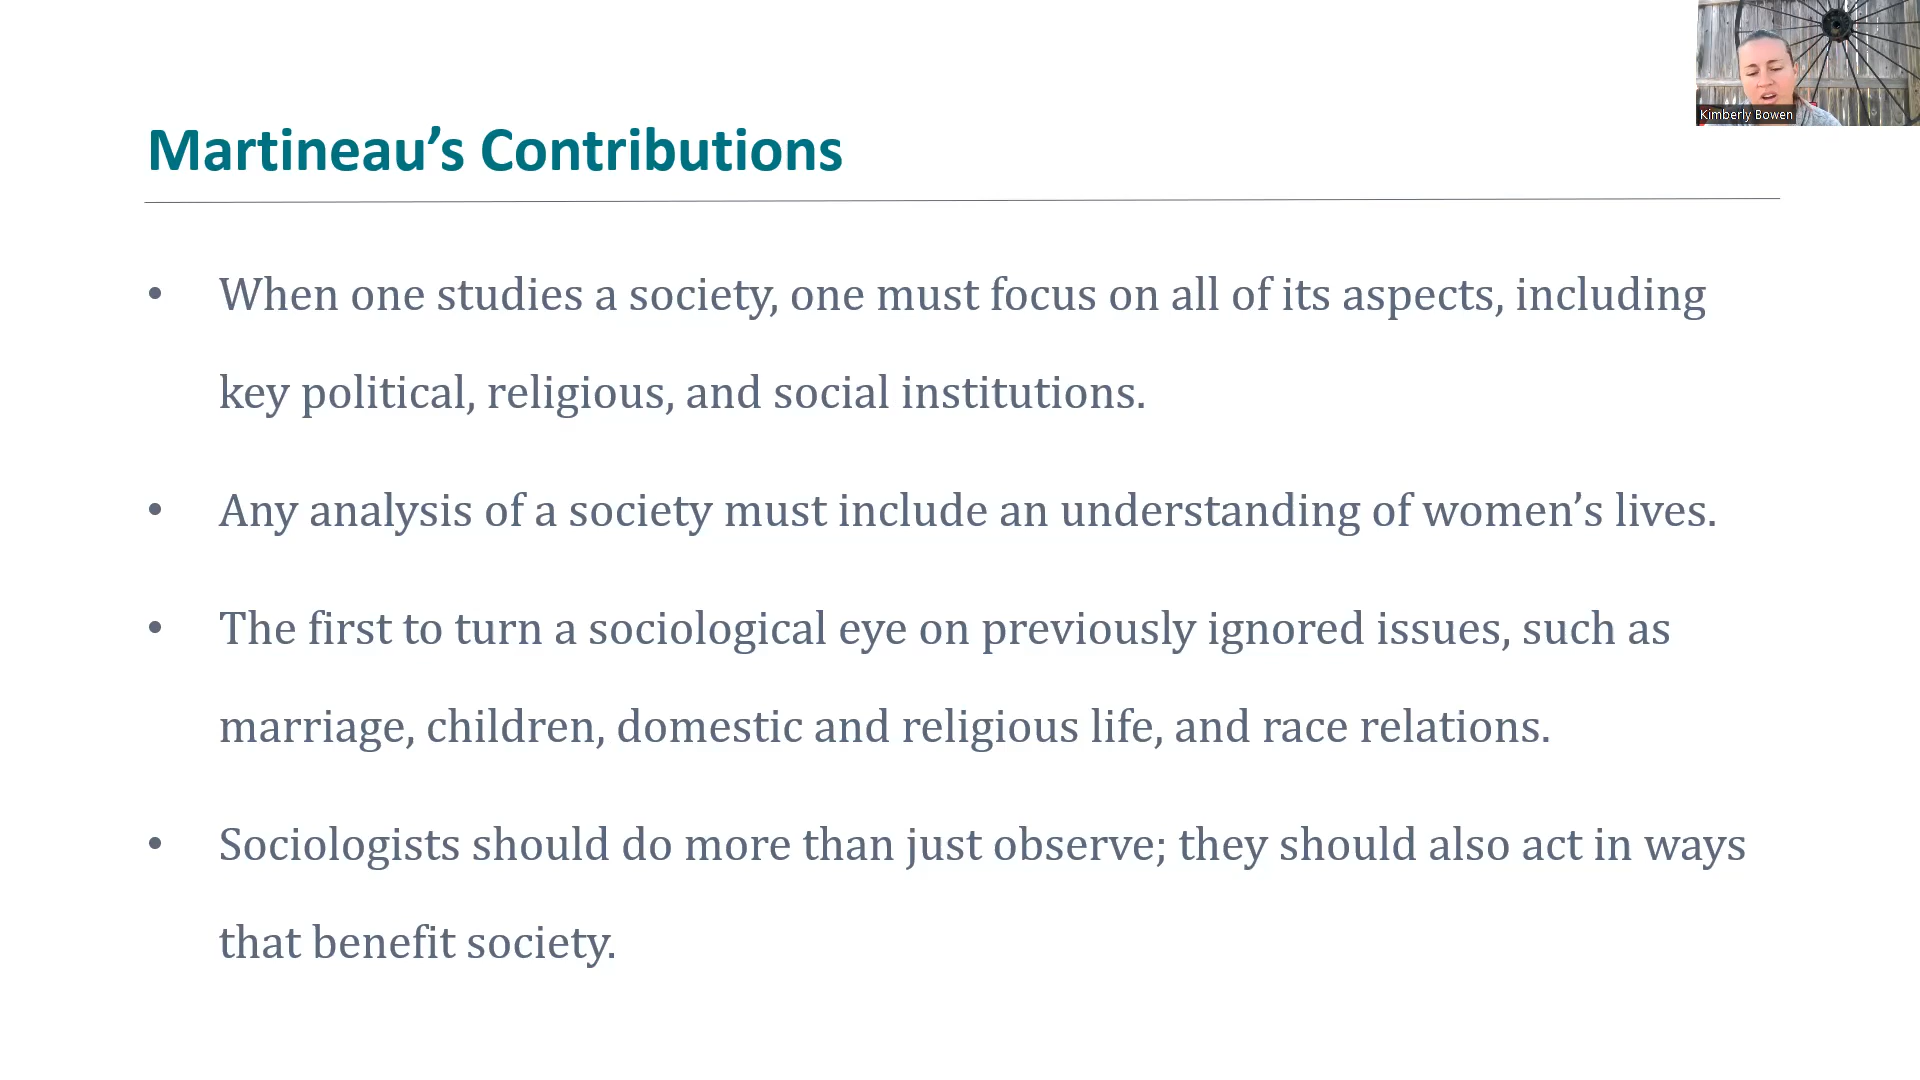 Kimberly Bowen
Martineau’s Contributions
• When one studies a society, one must focus on all of its aspects, including
key political, religious, and social institutions.
• Any analysis of a society must include an understanding of women’s lives.
• The first to turn a sociological eye on previously ignored issues, such as
marriage, children, domestic and religious life, and race relations.
• Sociologists should do more than just observe; they should also act in ways
that benefit society.